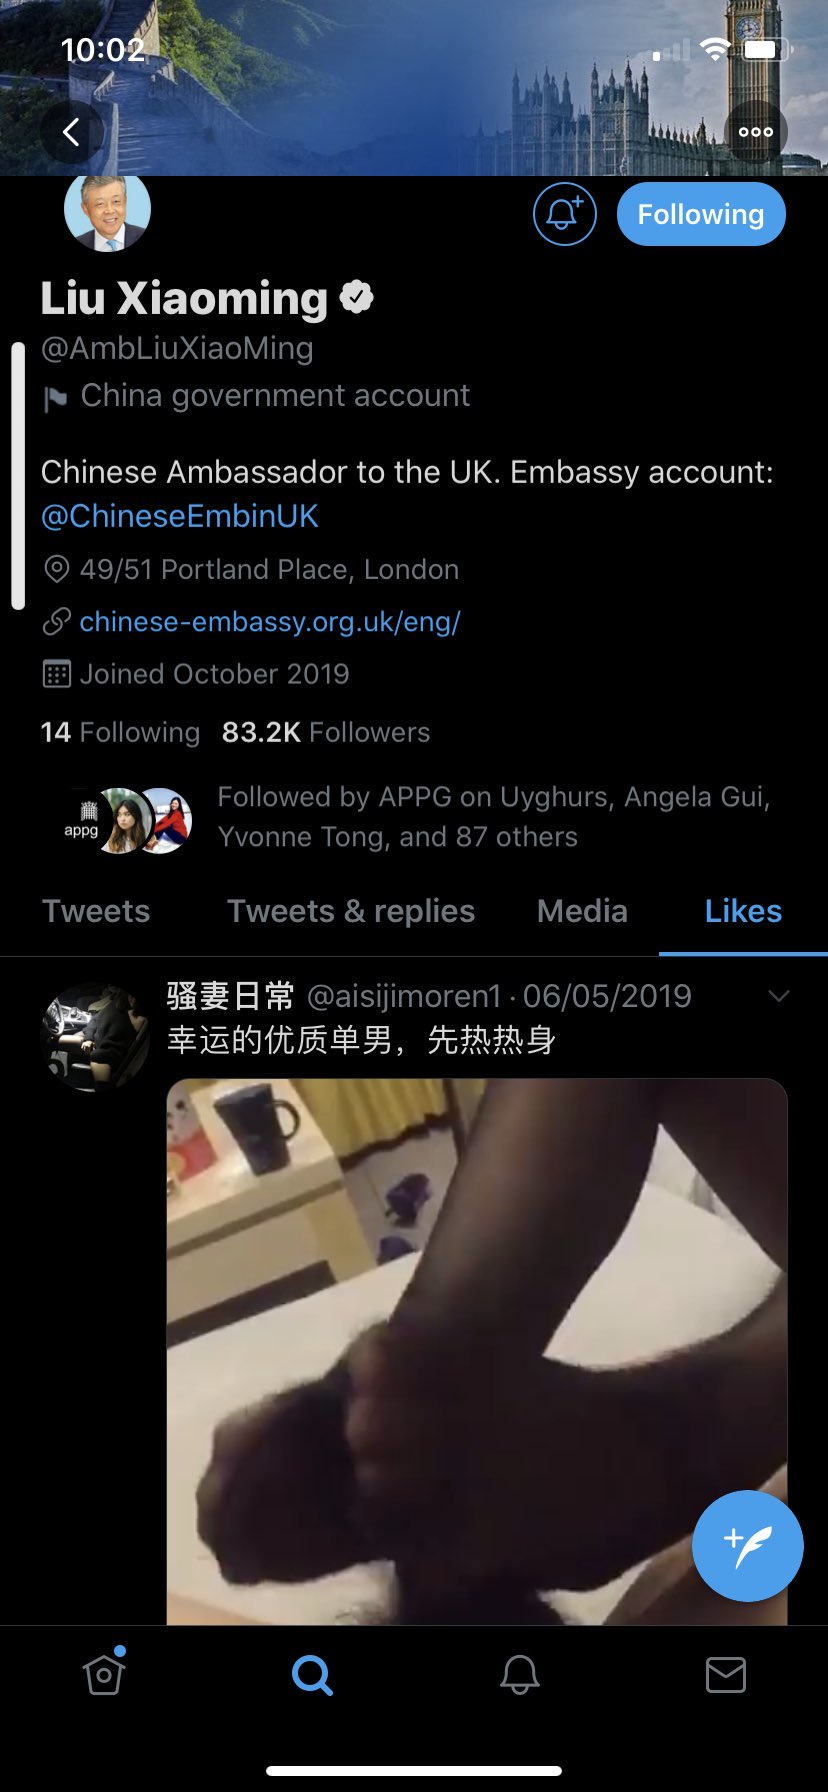 10:02
Following
Liu Xiaoming
@AmbLiuXiaoMing
China government account
Chinese Ambassador to the UK. Embassy account:
@ChineseEmbinUK
49/51 Portland Place, London
chinese-embassy.org.uk/eng/
Joined October 2019
14 Following 83.2K Followers
appg
Followed by APPG on Uyghurs, Angela Gui,
Yvonne Tong, and 87 others
Tweets Tweets & replies Media Likes
骚妻日常 @aisijimoren1 · 06/05/2019
幸运的优质单男，先热热身